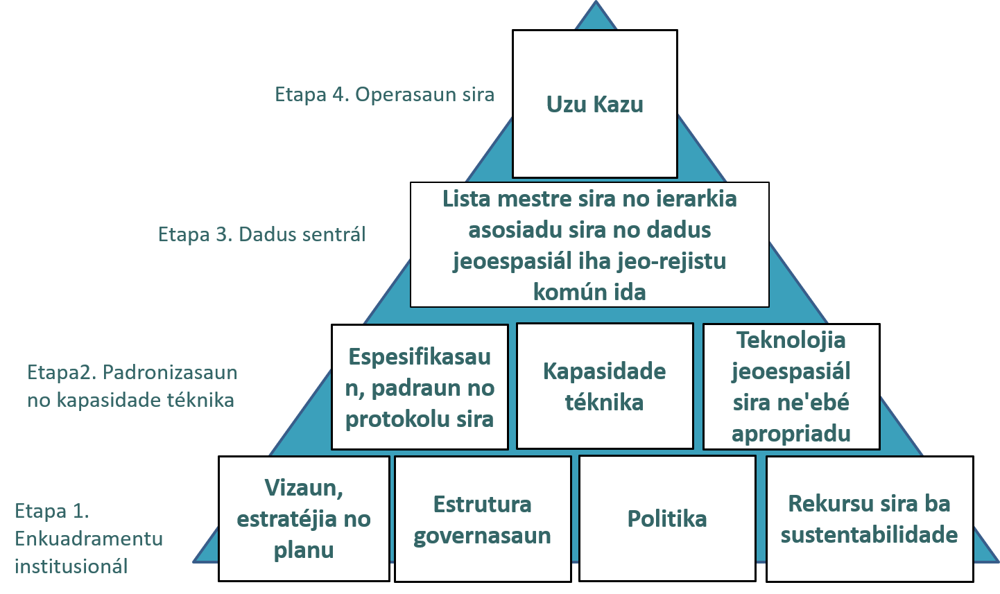 Etapa 4. Operasaun sira
Uzu Kazu
Etapa 3. Dadus sentrál
Lista mestre sira no ierarkia
asosiadu sira no dadus
jeoespasiál iha jeo-rejistu
komún ida
Etapa2. Padronizasaun
no kapasidade téknika
Espesifikasau
n, padraun no
protokolu sira
Kapasidade
téknika
Teknolojia
jeoespasiál
sira ne'ebé
apropriadu
Etapa 1.
Enkuadramentu
institusionál
Vizaun,
estratéjia no
planu
Estrutura
governasaun
Politika
Rekursu sira ba
sustentabilidade